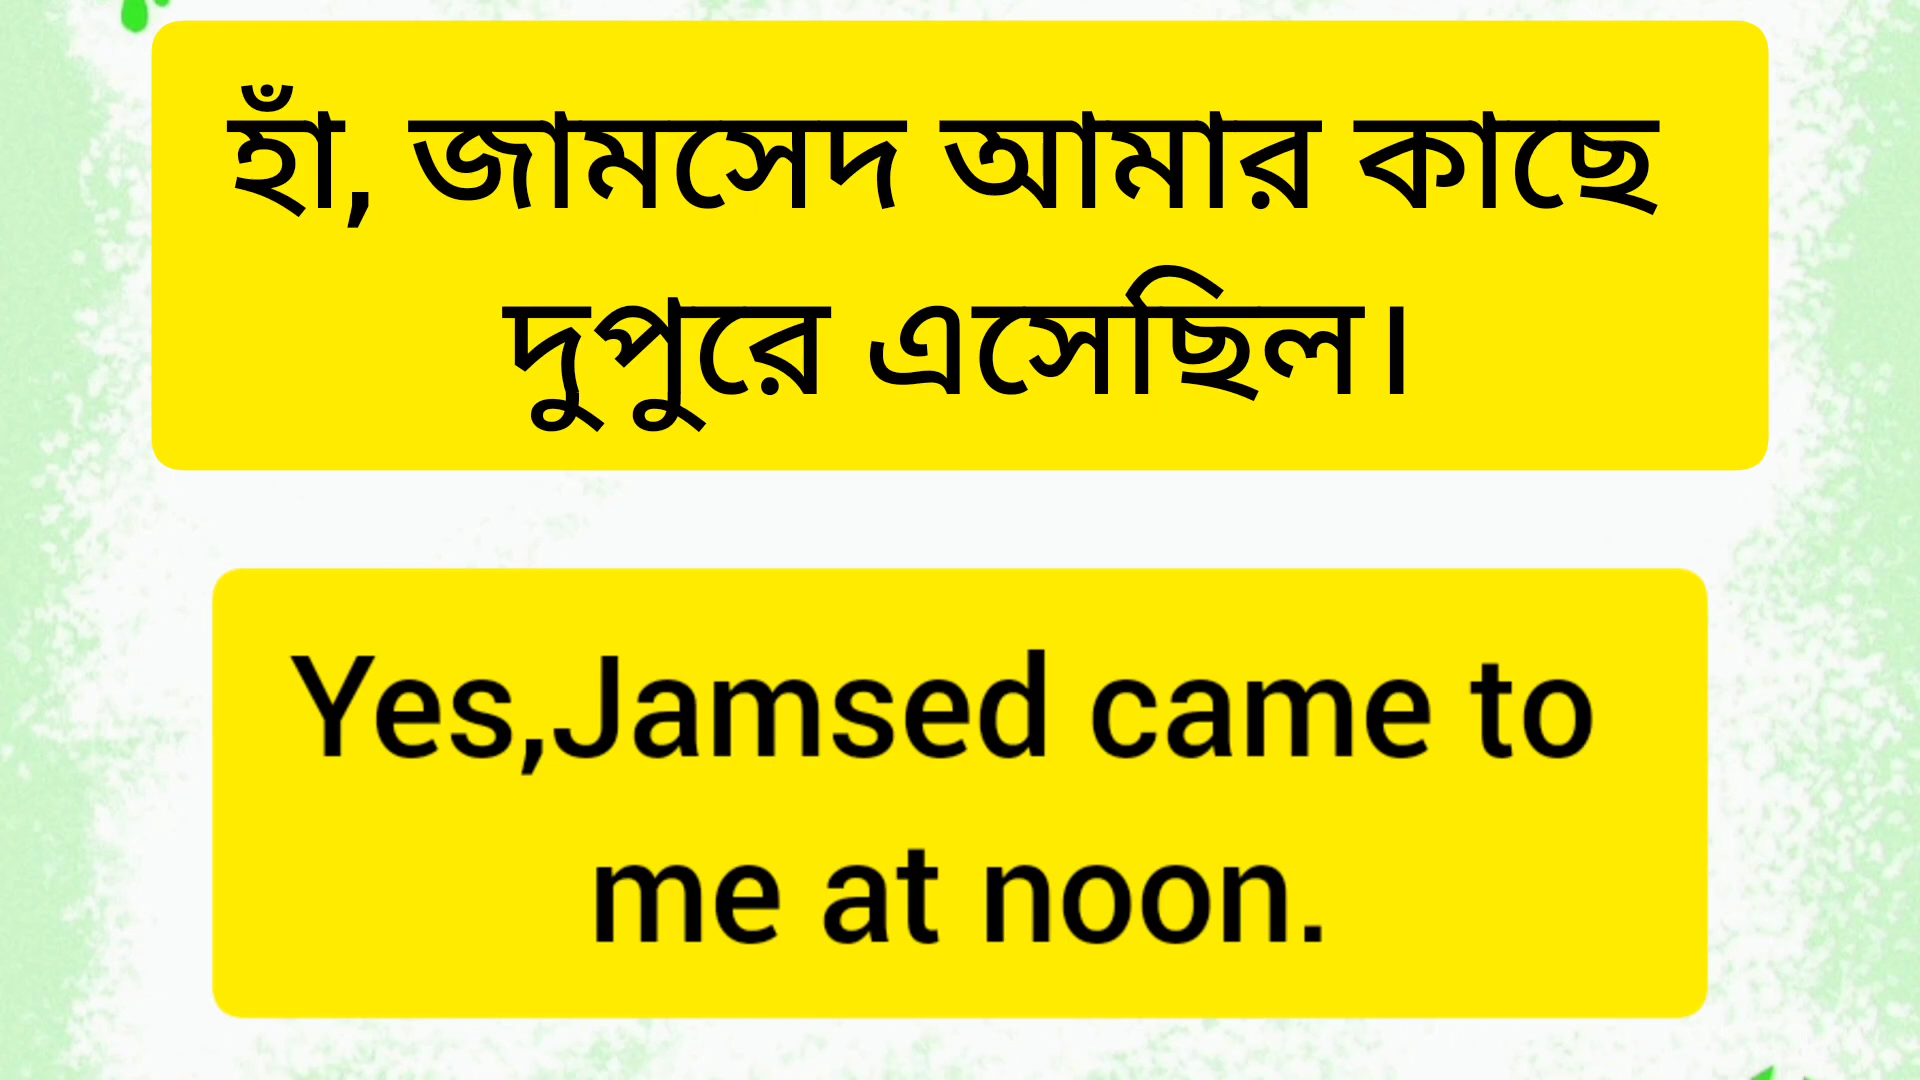 হাঁ, জামসেদ আমার কাছে
দুপুরে এসেছিল।
Yes,Jamsed came to
me at noon.